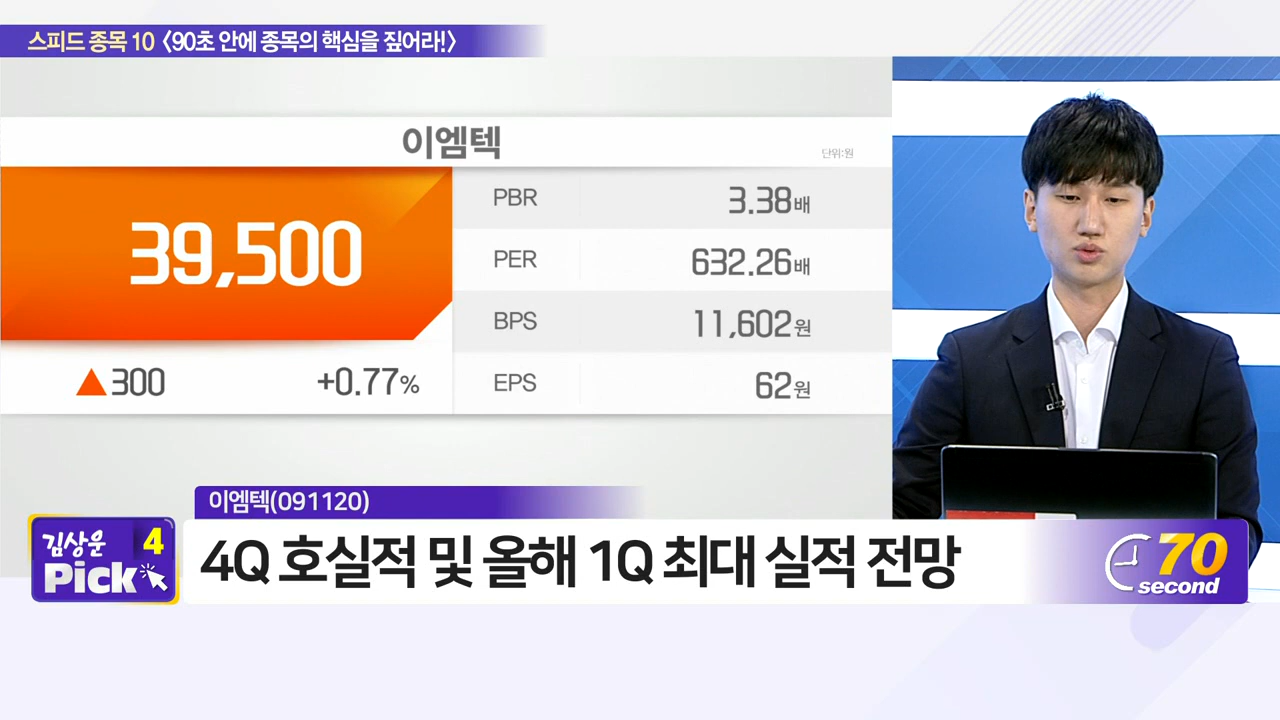 스피드 종목 10 〈90초 안에 종목의 핵심을 짚어라!〉
이엠텍
단위:원
39,500
▲300 +0.77%
PBR 3.38배
PER 632.26배
BPS 11,602원
EPS 62원
이엠텍(091120)
김상운 4
Pick
4Q 호실적 및 올해 1Q 최대 실적 전망
70
second